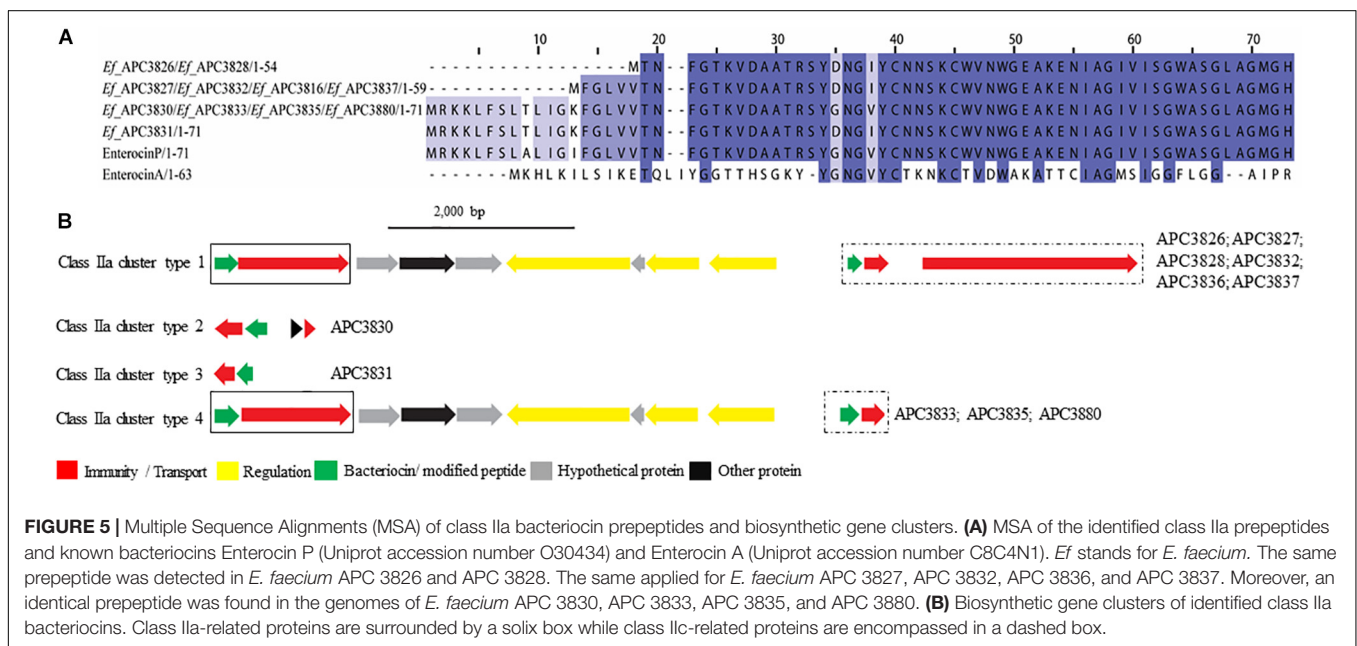 A
10 20 30 40 50 60 70
Ef_APC3826/Ef_APC3828/1-54 - - - - - - - - - - - - - - - - - MTN - - FGTKVDAATRSYDNGIYCNNSKCWVNWGEAKENIAGIVISGWASGLAGMGH
Ef_APC3827/Ef_APC3832/Ef_APC3816/Ef_APC3837/1-59 - - - - - - - - - - - - MFGLVVTN - - FGTKVDAATRSYDNGIYCNNSKCWVNWGEAKENIAGIVISGWASGLAGMGH
Ef_APC3830/Ef_APC3833/Ef_APC3835/Ef_APC3880/1-71 MRKKLFSLTLIGKFGLVVTN - - FGTKVDAATRSYGNGVYCNNSKCWVNWGEAKENIAGIVISGWASGLAGMGH
Ef_APC3831/1-71 MRKKLFSLTLIGKFGLVVTN - - FGTKVDAATRSYDNGIYCNNSKCWVNWGEAKENIAGIVISGWASGLAGMGH
EnterocinP/1-71 MRKKLFSLALIGIFGLVVTN - - FGTKVDAATRSYGNGVYCNNSKCWVNWGEAKENIAGIVISGWASGLAGMGH
EnterocinA/1-63 - - - - - - - MKHLKILSIKETQLIYGGTTHSGKY - YGNGVYCTKNKCTVDWAKATTCIAGMSIGGFLGG - - AIPR
B
2,000 bp
Class IIa cluster type 1
APC3826; APC3827;
APC3828; APC3832;
APC3836; APC3837
Class IIa cluster type 2 APC3830
Class IIa cluster type 3 APC3831
Class IIa cluster type 4 APC3833; APC3835; APC3880
Immunity / Transport Regulation Bacteriocin/ modified peptide Hypothetical protein Other protein
FIGURE 5 | Multiple Sequence Alignments (MSA) of class IIa bacteriocin prepeptides and biosynthetic gene clusters. (A) MSA of the identified class IIa prepeptides
and known bacteriocins Enterocin P (Uniprot accession number O30434) and Enterocin A (Uniprot accession number C8C4N1). Ef stands for E. faecium. The same
prepeptide was detected in E. faecium APC 3826 and APC 3828. The same applied for E. faecium APC 3827, APC 3832, APC 3836, and APC 3837. Moreover, an
identical prepeptide was found in the genomes of E. faecium APC 3830, APC 3833, APC 3835, and APC 3880. (B) Biosynthetic gene clusters of identified class IIa
bacteriocins. Class IIa-related proteins are surrounded by a solix box while class IIc-related proteins are encompassed in a dashed box.